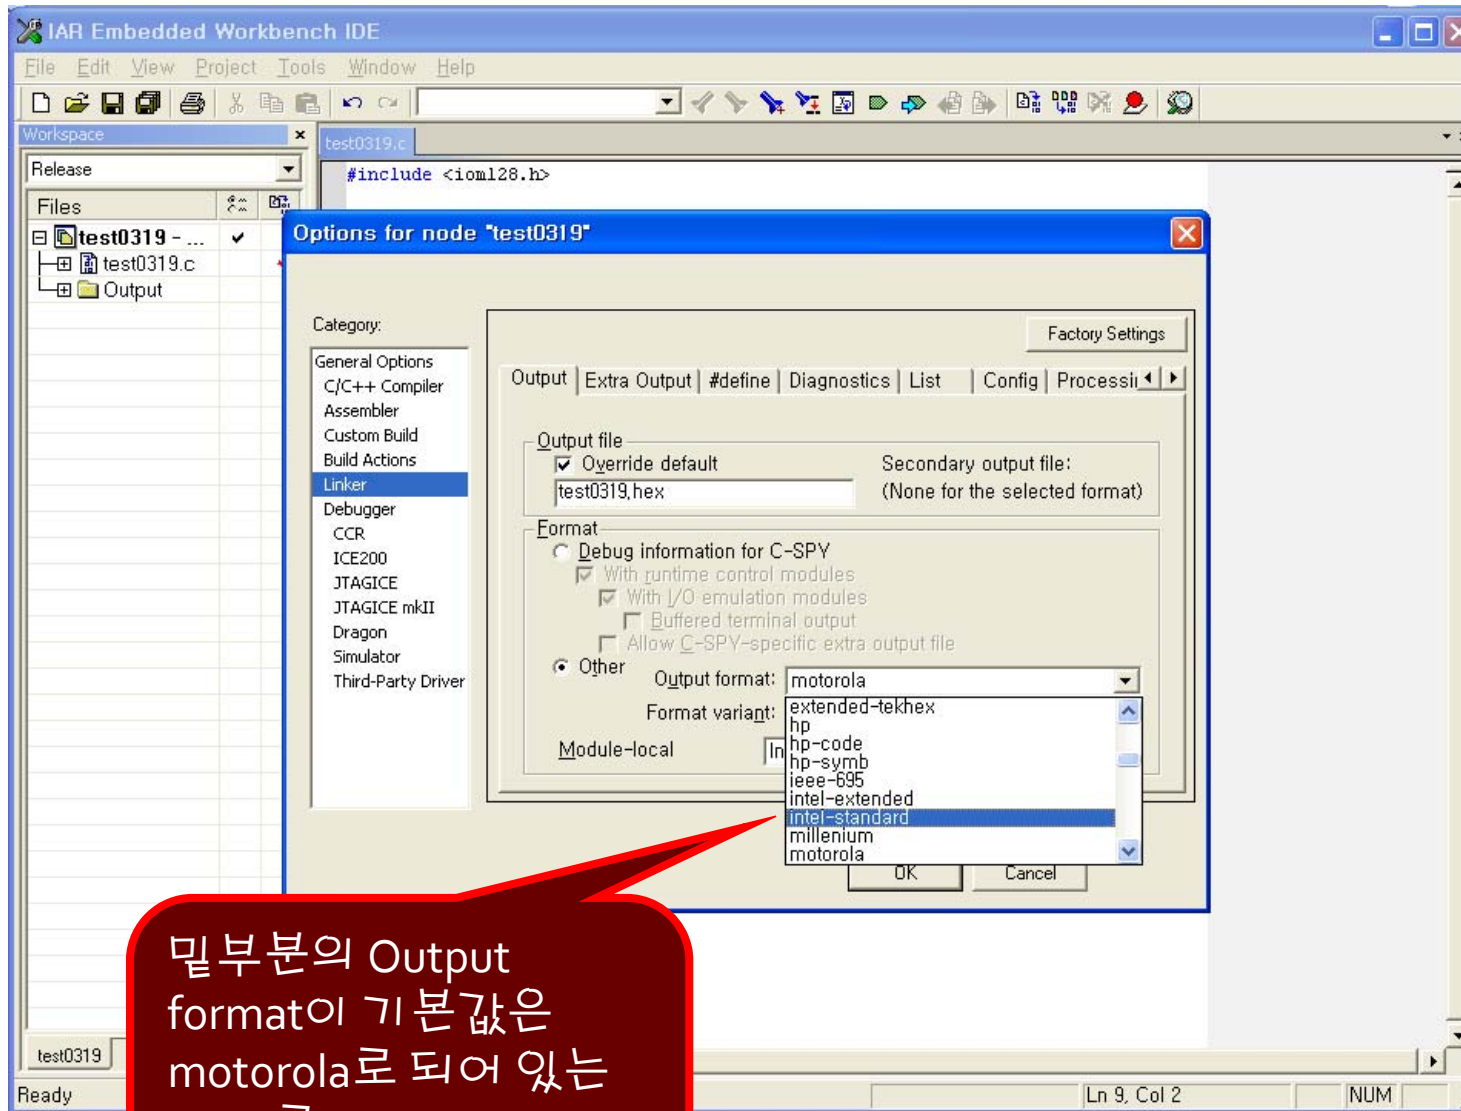 IAR Embedded Workbench IDE
File Edit View Project Tools Window Help
Workspace
Release
Files
test0319 - ...
test0319.c
Output
test0319
test0319.c
#include <iom128.h>
Options for node "test0319"
Category:
General Options
C/C++ Compiler
Assembler
Custom Build
Build Actions
Linker
Debugger
CCR
ICE200
JTAGICE
JTAGICE mkII
Dragon
Simulator
Third-Party Driver
Factory Settings
Output Extra Output #define Diagnostics List Config
Output file
Override default
test0319.hex
Secondary output file:
(None for the selected format)
Format
Debug information for C-SPY
With runtime control modules
With I/O emulation modules
Buffered terminal output
Allow C-SPY-specific extra output file
Other
Output format: motorola
Format variant:
Module-local
extended-tekhex
hp
hp-code
hp-symb
ieee-695
intel-extended
intel-standard
millenium
motorola
OK Cancel
밑부분의 Output
format이 기본값은
motorola로 되어 있는
Ready
Ln 9, Col 2
NUM